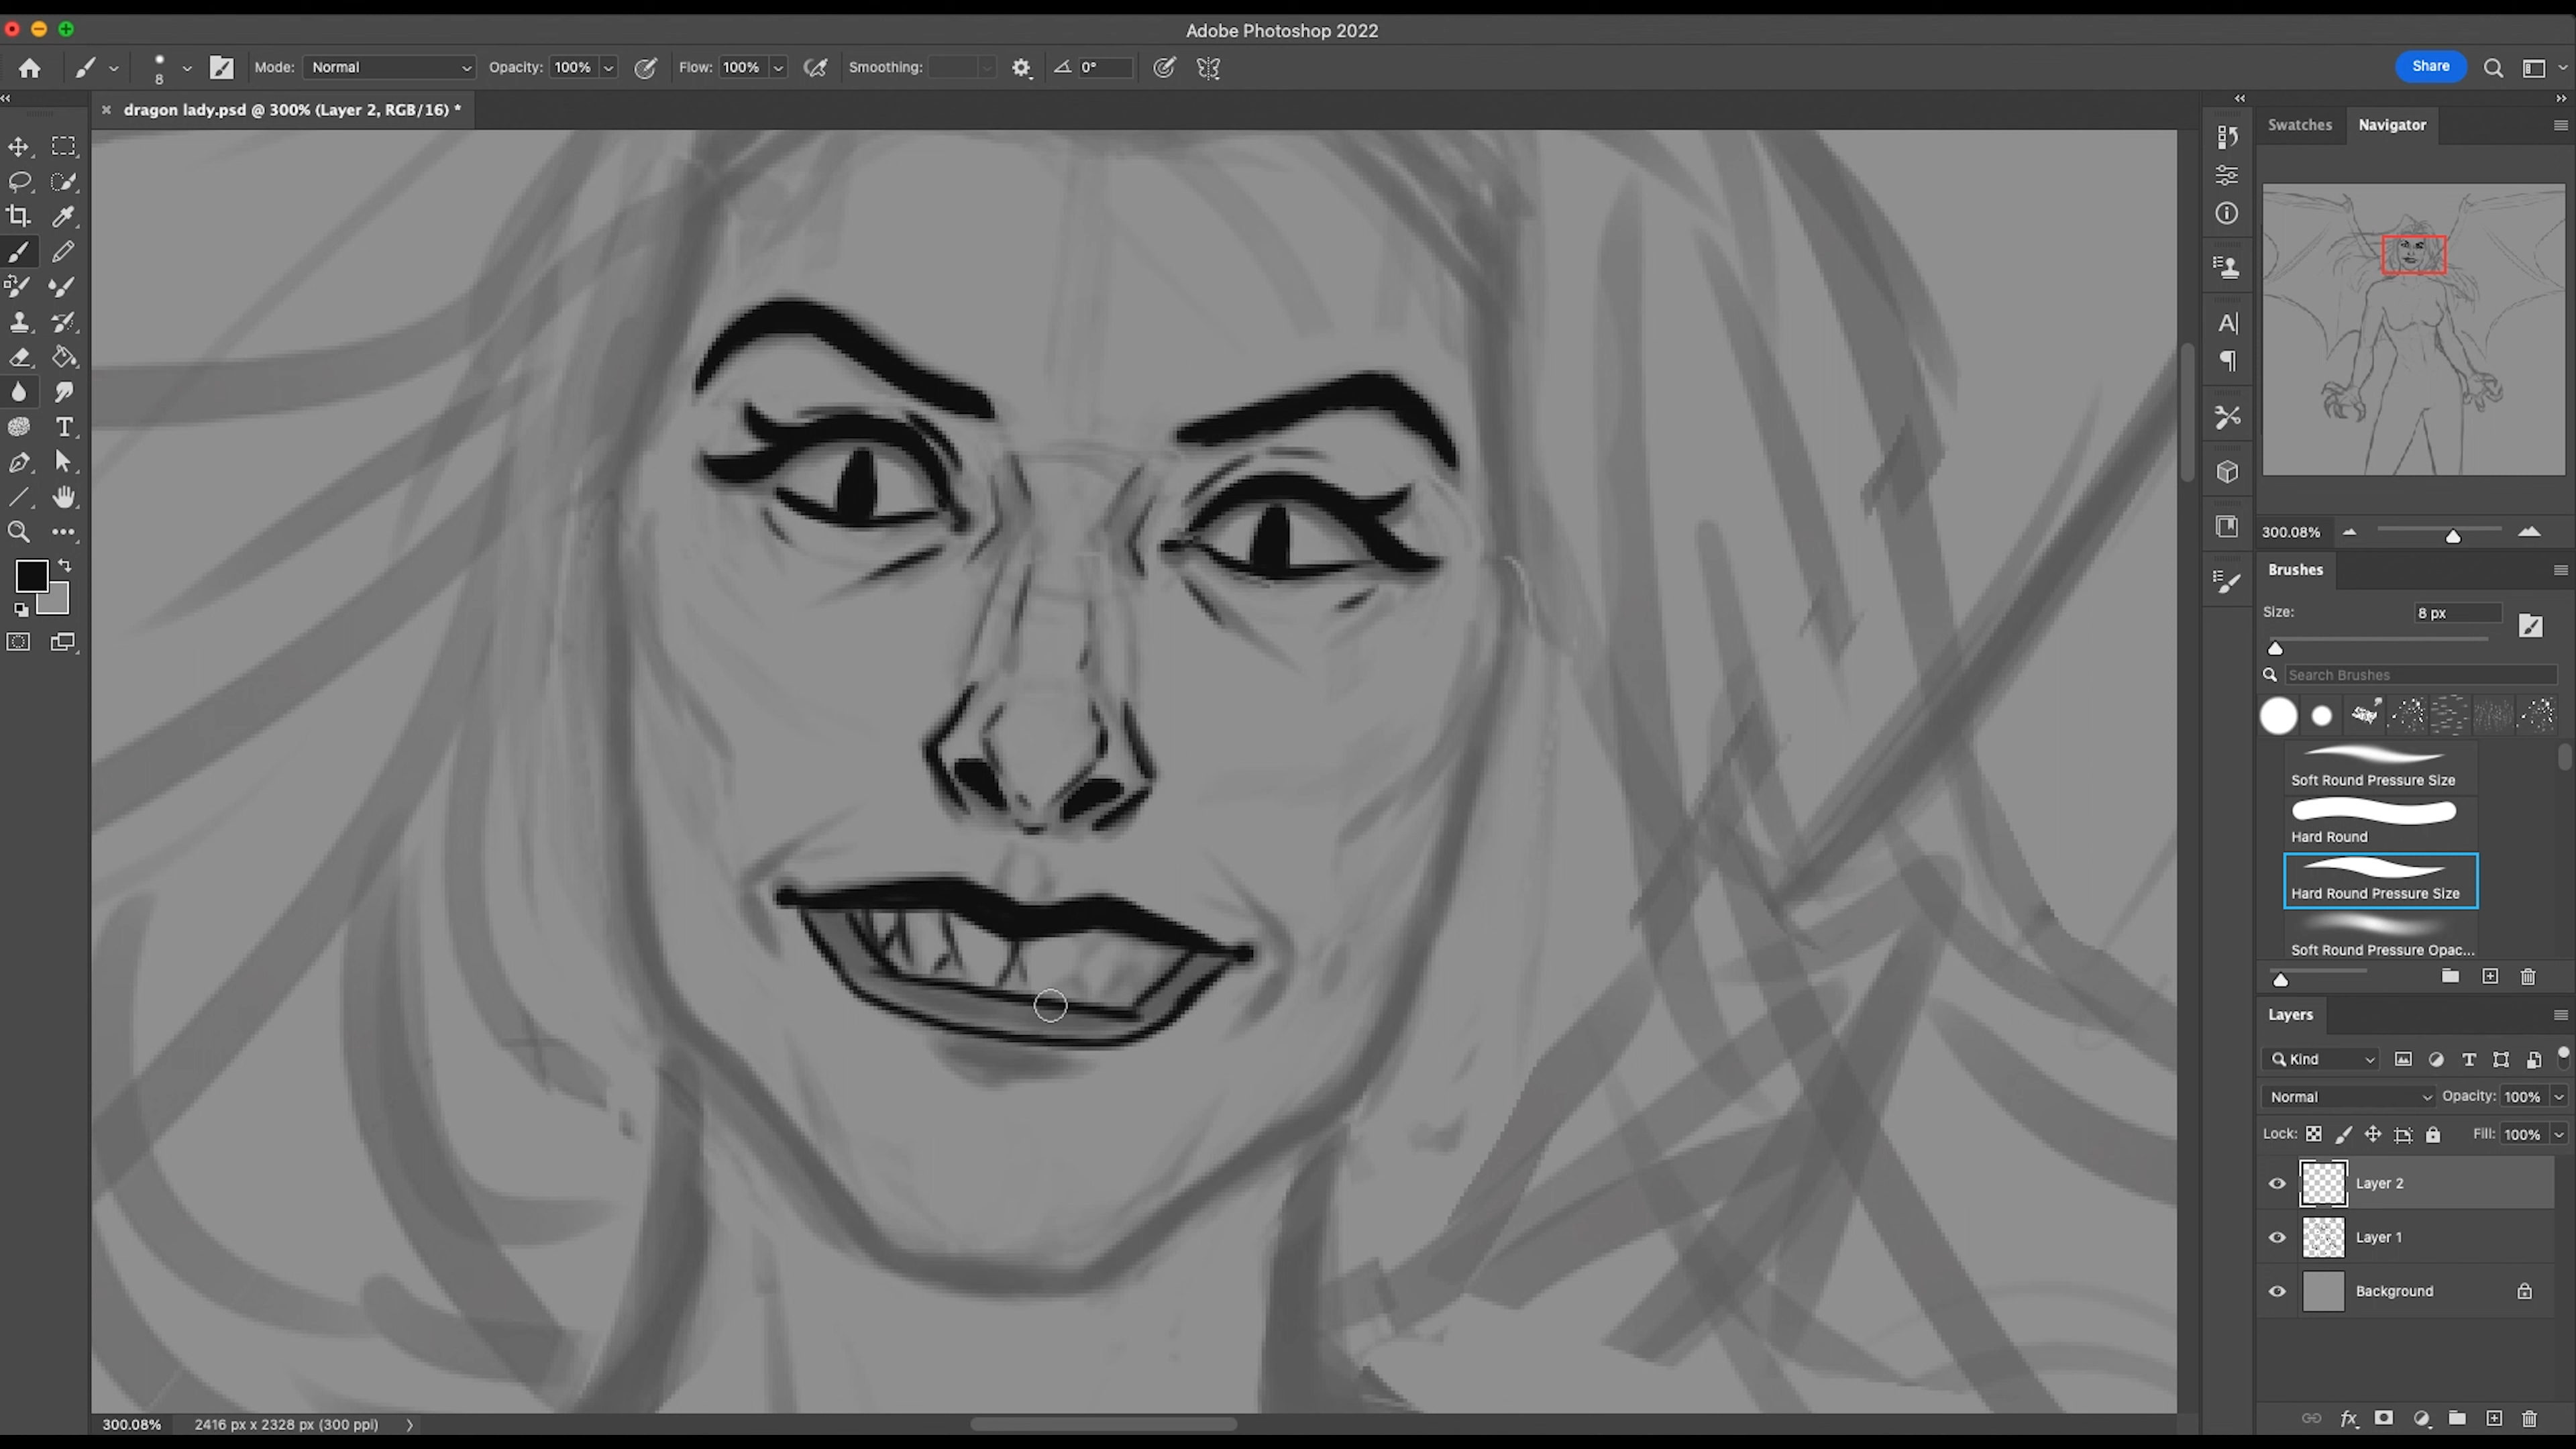 Adobe Photoshop 2022
8
Mode: Normal
Opacity: 100%
Flow: 100%
Smoothing:
0°
Share
dragon lady.psd @ 300% (Layer 2, RGB/16) *
Swatches
Navigator
300.08%
Brushes
Size:
8 px
Search Brushes
Soft Round Pressure Size
Hard Round
Hard Round Pressure Size
Soft Round Pressure Opac...
Layers
Kind
Normal
Opacity: 100%
Lock:
Fill: 100%
Layer 2
Layer 1
Background
300.08%
2416 px x 2328 px (300 ppi)